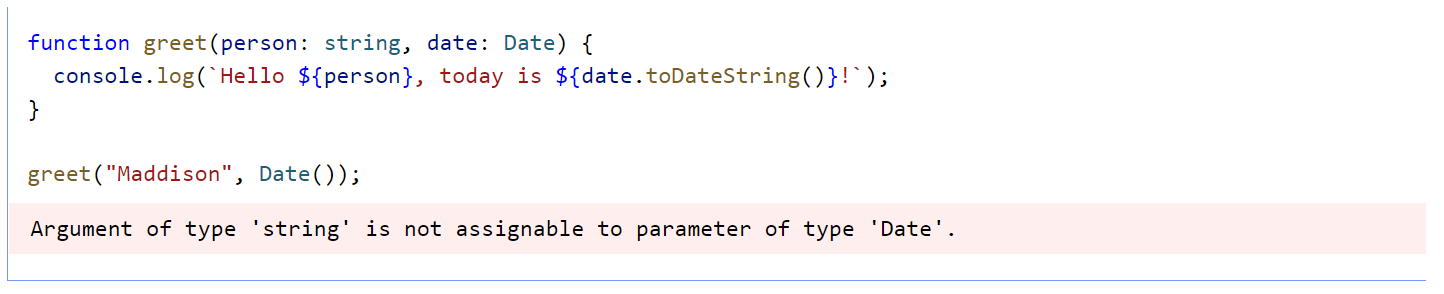 function greet(person: string, date: Date) {
  console.log(`Hello ${person}, today is ${date.toDateString()}!`);
}
greet("Maddison", Date());
Argument of type 'string' is not assignable to parameter of type 'Date'.